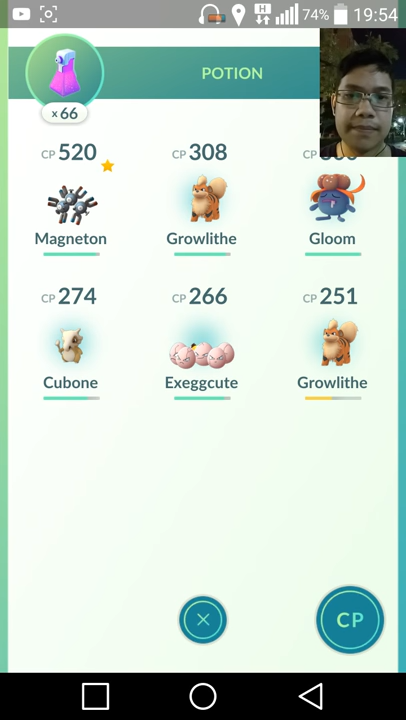 74% 19:54
H
POTION
×66
CP 520
CP 308
CP
Magneton
Growlithe
Gloom
CP 274
CP 266
CP 251
Cubone
Exeggcute
Growlithe
CP